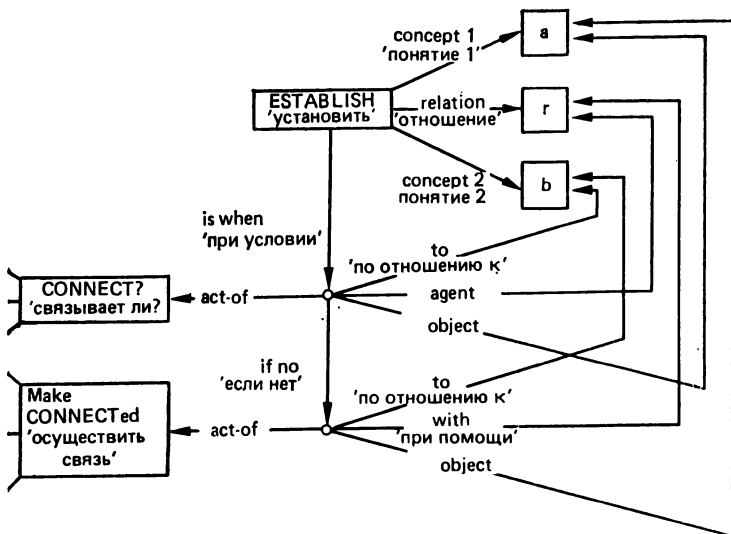 concept 1
'понятие 1'
a
ESTABLISH
'установить'
relation
'отношение'
r
concept 2
понятие 2
b
is when
'при условии'
to
'по отношению к'
CONNECT?
'связывает ли?
act-of
agent
object
if no
'если нет'
to
'по отношению к'
Make
CONNECTed
'осуществить
связь'
act-of
with
'при помощи'
object